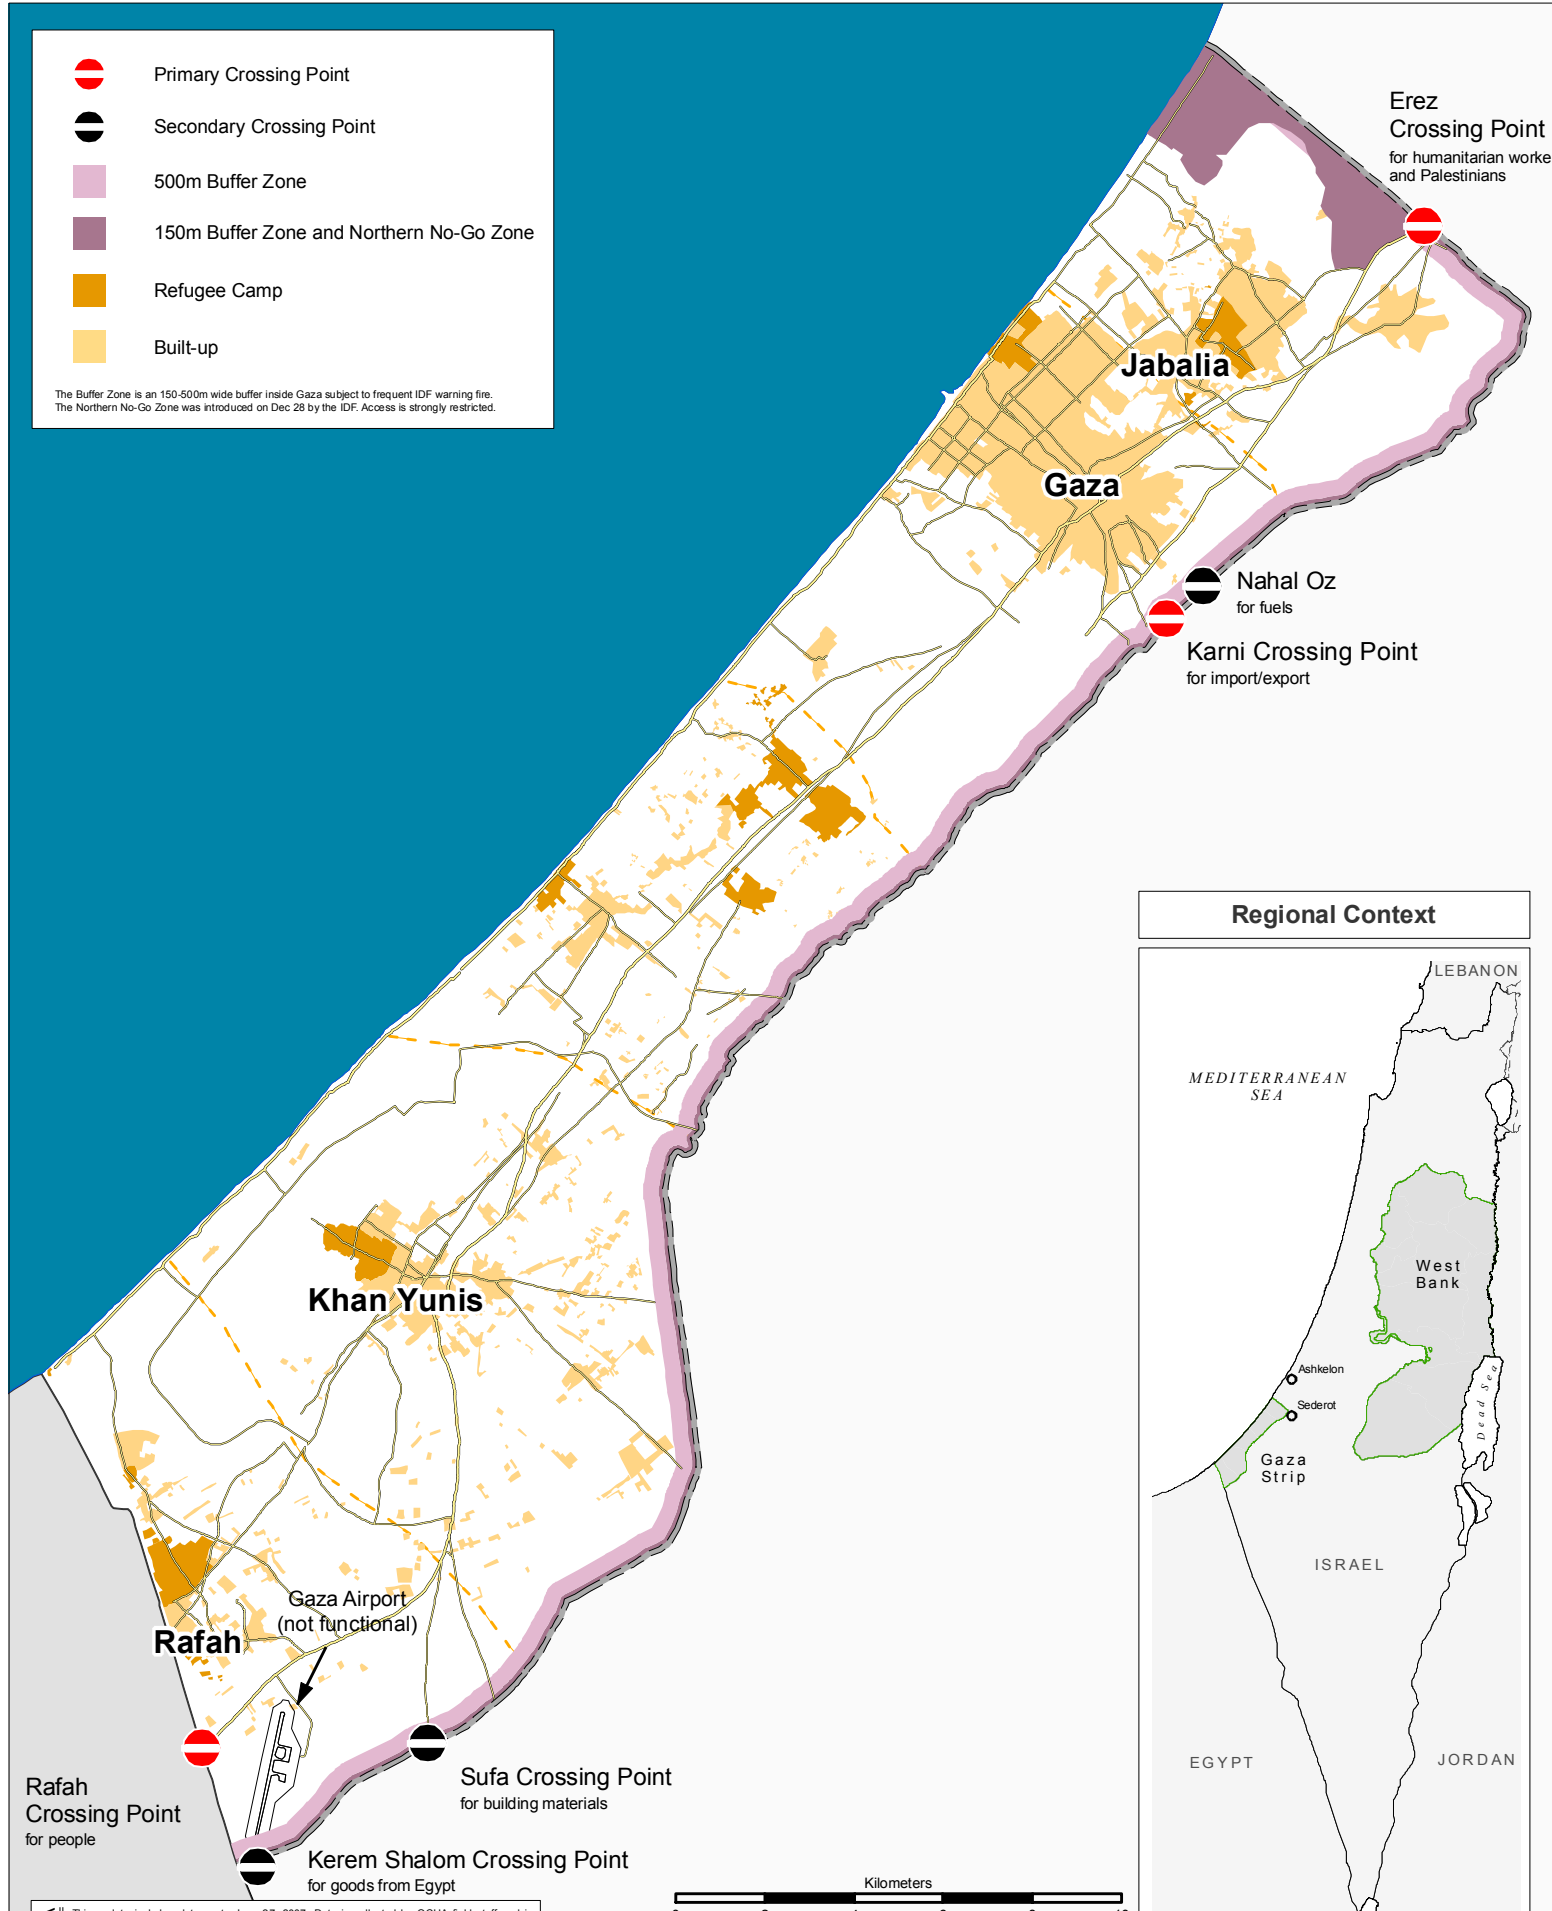 Primary Crossing Point
Secondary Crossing Point
500m Buffer Zone
150m Buffer Zone and Northern No-Go Zone
Refugee Camp
Built-up
The Buffer Zone is an 150-500m wide buffer inside Gaza subject to frequent IDF warning fire.
The Northern No-Go Zone was introduced on Dec 28 by the IDF. Access is strongly restricted.
Erez
Crossing Point
for humanitarian worke
and Palestinians
Jabalia
Gaza
Nahal Oz
for fuels
Karni Crossing Point
for import/export
Khan Yunis
Gaza Airport
(not functional)
Rafah
Rafah
Crossing Point
for people
Sufa Crossing Point
for building materials
Kerem Shalom Crossing Point
for goods from Egypt
Kilometers
Regional Context
LEBANON
MEDITERRANEAN
SEA
West
Bank
Ashkelon
Sederot
Dead Sea
Gaza
Strip
ISRAEL
EGYPT
JORDAN